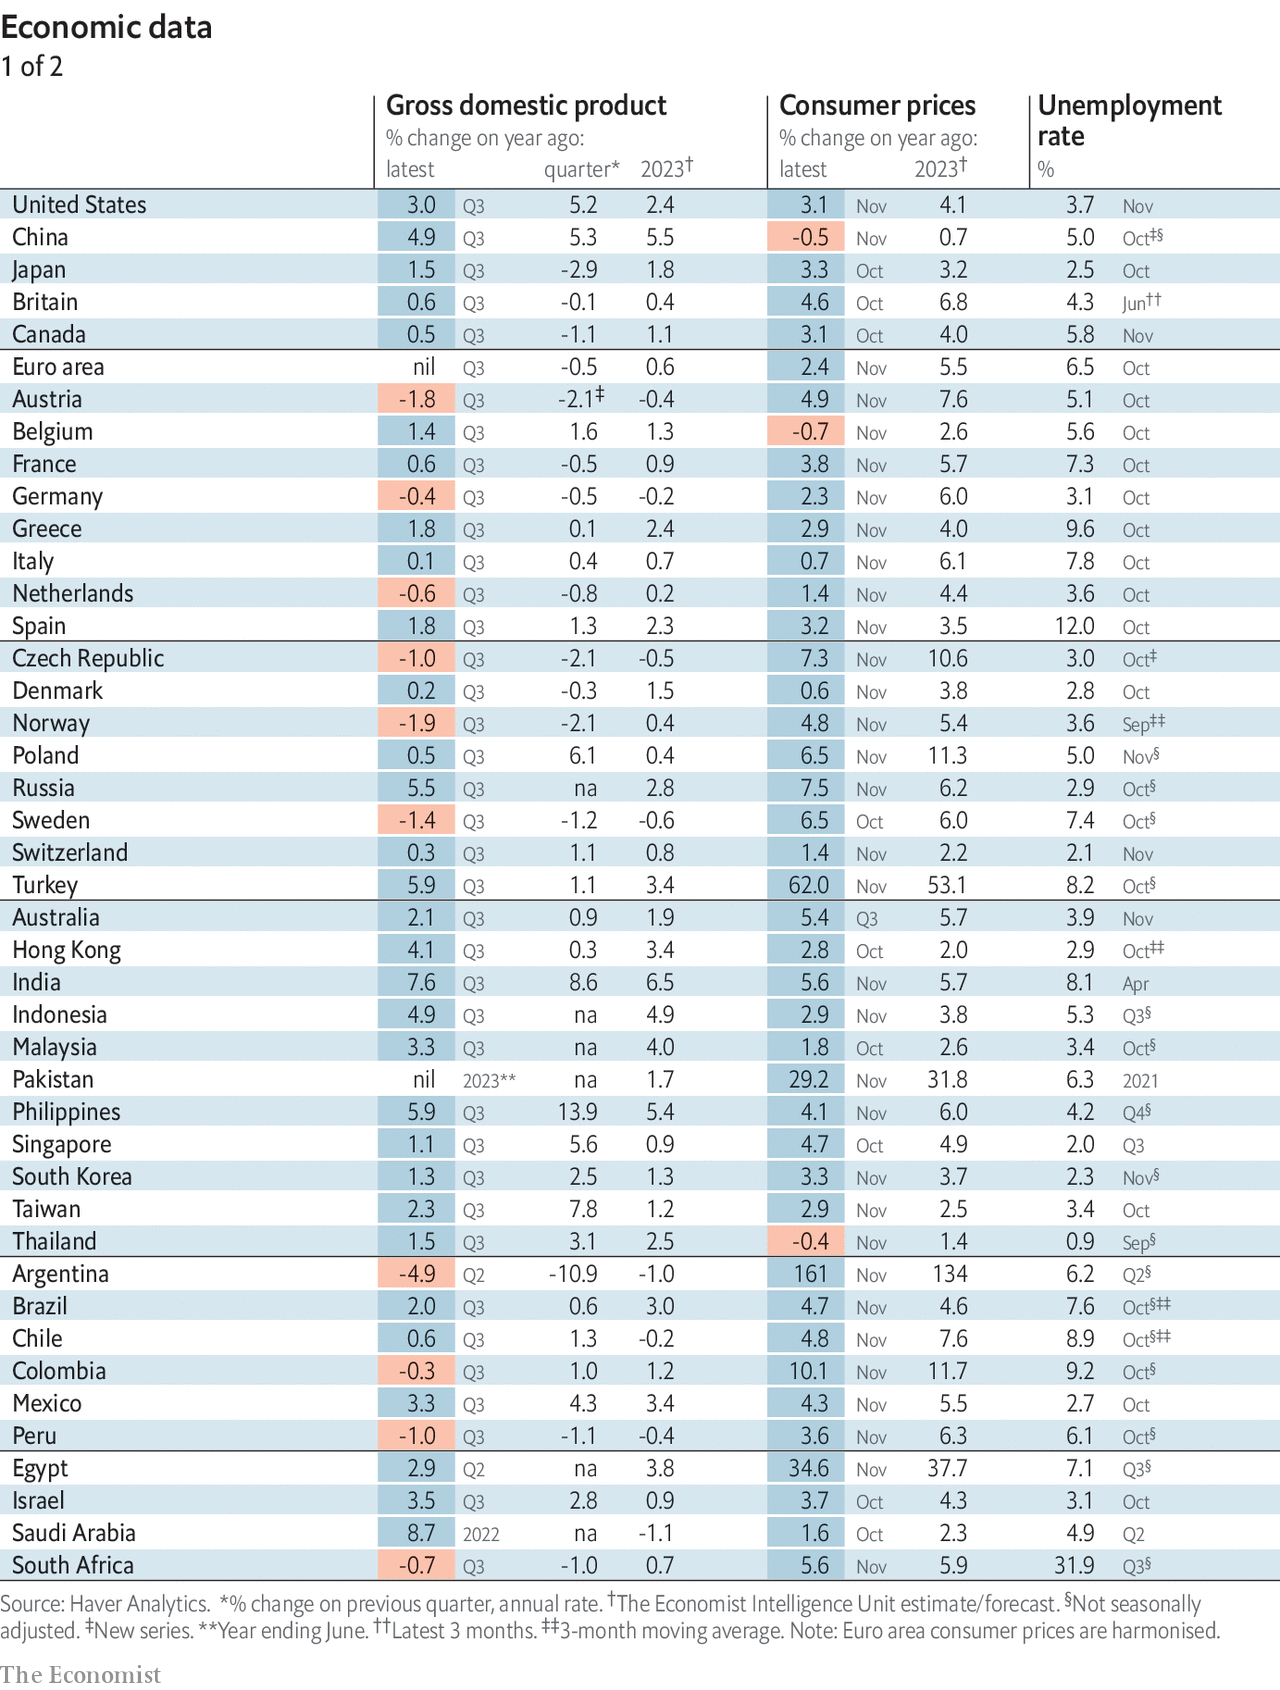 Economic data
1 of 2
Gross domestic product Consumer prices Unemployment
% change on year ago: % change on year ago: rate
latest quarter* 2023† latest 2023† %
United States 3.0 Q3 5.2 2.4 3.1 Nov 4.1 3.7 Nov
China 4.9 Q3 5.3 5.5 -0.5 Nov 0.7 5.0 Oct‡§
Japan 1.5 Q3 -2.9 1.8 3.3 Oct 3.2 2.5 Oct
Britain 0.6 Q3 -0.1 0.4 4.6 Oct 6.8 4.3 Jun††
Canada 0.5 Q3 -1.1 1.1 3.1 Oct 4.0 5.8 Nov
Euro area nil Q3 -0.5 0.6 2.4 Nov 5.5 6.5 Oct
Austria -1.8 Q3 -2.1‡ -0.4 4.9 Nov 7.6 5.1 Oct
Belgium 1.4 Q3 1.6 1.3 -0.7 Nov 2.6 5.6 Oct
France 0.6 Q3 -0.5 0.9 3.8 Nov 5.7 7.3 Oct
Germany -0.4 Q3 -0.5 -0.2 2.3 Nov 6.0 3.1 Oct
Greece 1.8 Q3 0.1 2.4 2.9 Nov 4.0 9.6 Oct
Italy 0.1 Q3 0.4 0.7 0.7 Nov 6.1 7.8 Oct
Netherlands -0.6 Q3 -0.8 0.2 1.4 Nov 4.4 3.6 Oct
Spain 1.8 Q3 1.3 2.3 3.2 Nov 3.5 12.0 Oct
Czech Republic -1.0 Q3 -2.1 -0.5 7.3 Nov 10.6 3.0 Oct‡
Denmark 0.2 Q3 -0.3 1.5 0.6 Nov 3.8 2.8 Oct
Norway -1.9 Q3 -2.1 0.4 4.8 Nov 5.4 3.6 Sep‡‡
Poland 0.5 Q3 6.1 0.4 6.5 Nov 11.3 5.0 Nov§
Russia 5.5 Q3 na 2.8 7.5 Nov 6.2 2.9 Oct§
Sweden -1.4 Q3 -1.2 -0.6 6.5 Oct 6.0 7.4 Oct§
Switzerland 0.3 Q3 1.1 0.8 1.4 Nov 2.2 2.1 Nov
Turkey 5.9 Q3 1.1 3.4 62.0 Nov 53.1 8.2 Oct§
Australia 2.1 Q3 0.9 1.9 5.4 Q3 5.7 3.9 Nov
Hong Kong 4.1 Q3 0.3 3.4 2.8 Oct 2.0 2.9 Oct‡‡
India 7.6 Q3 8.6 6.5 5.6 Nov 5.7 8.1 Apr
Indonesia 4.9 Q3 na 4.9 2.9 Nov 3.8 5.3 Q3§
Malaysia 3.3 Q3 na 4.0 1.8 Oct 2.6 3.4 Oct§
Pakistan nil 2023** na 1.7 29.2 Nov 31.8 6.3 2021
Philippines 5.9 Q3 13.9 5.4 4.1 Nov 6.0 4.2 Q4§
Singapore 1.1 Q3 5.6 0.9 4.7 Oct 4.9 2.0 Q3
South Korea 1.3 Q3 2.5 1.3 3.3 Nov 3.7 2.3 Nov§
Taiwan 2.3 Q3 7.8 1.2 2.9 Nov 2.5 3.4 Oct
Thailand 1.5 Q3 3.1 2.5 -0.4 Nov 1.4 0.9 Sep§
Argentina -4.9 Q2 -10.9 -1.0 161 Nov 134 6.2 Q2§
Brazil 2.0 Q3 0.6 3.0 4.7 Nov 4.6 7.6 Oct§‡‡
Chile 0.6 Q3 1.3 -0.2 4.8 Nov 7.6 8.9 Oct§‡‡
Colombia -0.3 Q3 1.0 1.2 10.1 Nov 11.7 9.2 Oct§
Mexico 3.3 Q3 4.3 3.4 4.3 Nov 5.5 2.7 Oct
Peru -1.0 Q3 -1.1 -0.4 3.6 Nov 6.3 6.1 Oct§
Egypt 2.9 Q2 na 3.8 34.6 Nov 37.7 7.1 Q3§
Israel 3.5 Q3 2.8 0.9 3.7 Oct 4.3 3.1 Oct
Saudi Arabia 8.7 2022 na -1.1 1.6 Oct 2.3 4.9 Q2
South Africa -0.7 Q3 -1.0 0.7 5.6 Nov 5.9 31.9 Q3§
Source: Haver Analytics. *% change on previous quarter, annual rate. †The Economist Intelligence Unit estimate/forecast. §Not seasonally
adjusted. ‡New series. **Year ending June. ††Latest 3 months. ‡‡3-month moving average. Note: Euro area consumer prices are harmonised.
The Economist